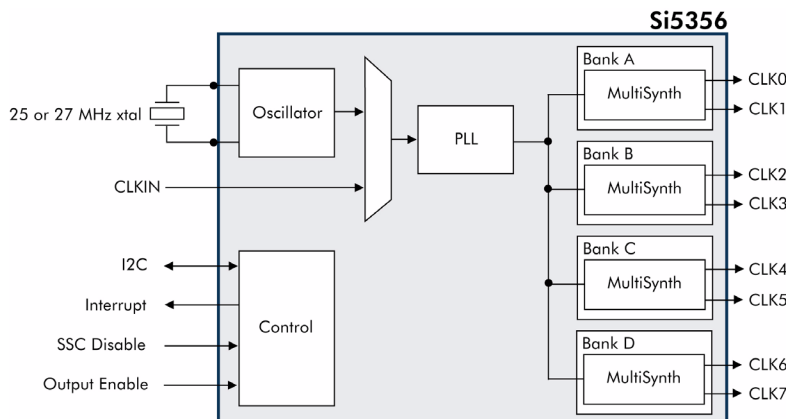 Si5356
Bank A
MultiSynth
CLK0
CLK1
25 or 27 MHz xtal
Oscillator
PLL
CLKIN
Bank B
MultiSynth
CLK2
CLK3
I2C
Interrupt
SSC Disable
Output Enable
Control
Bank C
MultiSynth
CLK4
CLK5
Bank D
MultiSynth
CLK6
CLK7